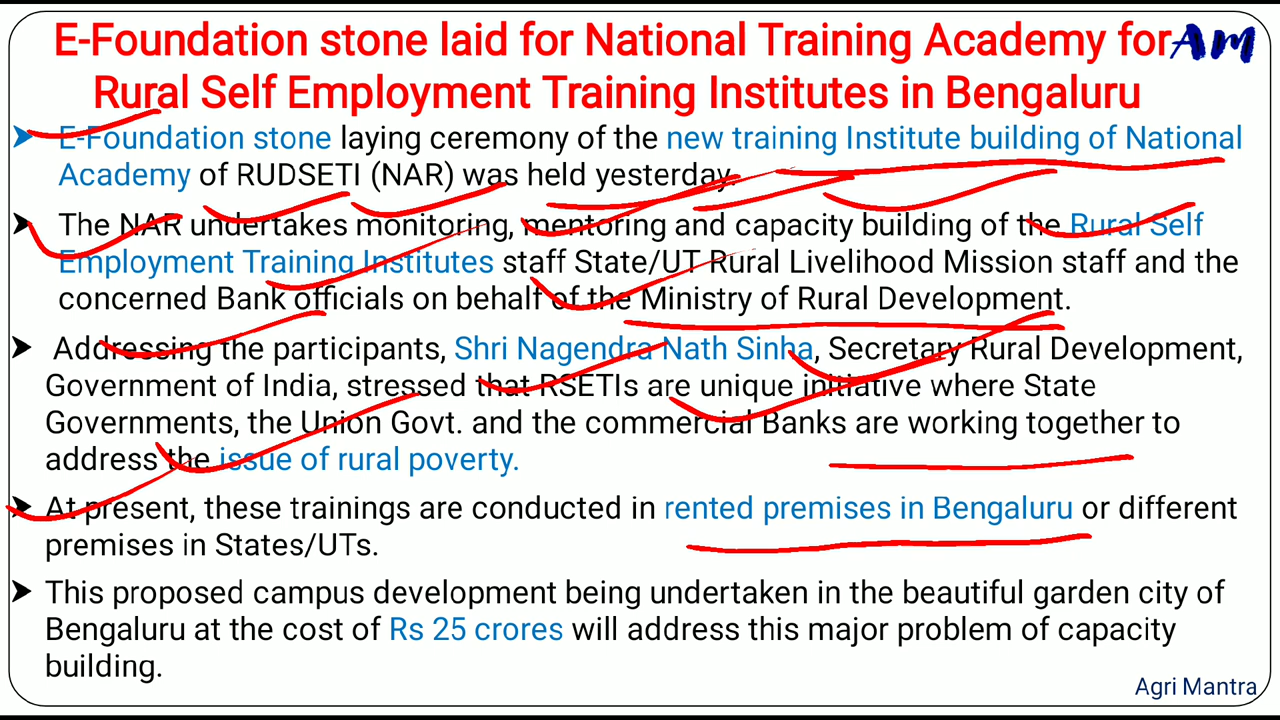 E-Foundation stone laid for National Training Academy for AM
Rural Self Employment Training Institutes in Bengaluru
➤ E-Foundation stone laying ceremony of the new training Institute building of National
Academy of RUDSETI (NAR) was held yesterday.
➤ The NAR undertakes monitoring, mentoring and capacity building of the Rural Self
Employment Training Institutes staff State/UT Rural Livelihood Mission staff and the
concerned Bank officials on behalf of the Ministry of Rural Development.
➤ Addressing the participants, Shri Nagendra Nath Sinha, Secretary Rural Development,
Government of India, stressed that RSETIs are unique initiative where State
Governments, the Union Govt. and the commercial Banks are working together to
address the issue of rural poverty.
➤ At present, these trainings are conducted in rented premises in Bengaluru or different
premises in States/UTs.
➤ This proposed campus development being undertaken in the beautiful garden city of
Bengaluru at the cost of Rs 25 crores will address this major problem of capacity
building.
Agri Mantra